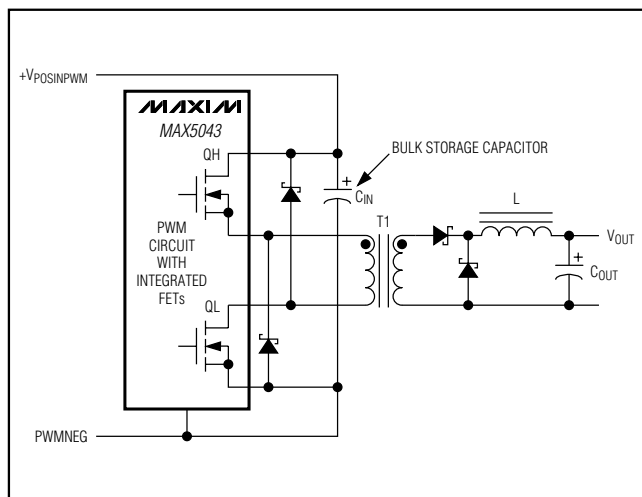 +VPOSINPWM
MAXIM
MAX5043
QH
PWM
CIRCUIT
WITH
INTEGRATED
FETs
QL
PWMNEG
BULK STORAGE CAPACITOR
+
CIN
T1
L
VOUT
+
COUT